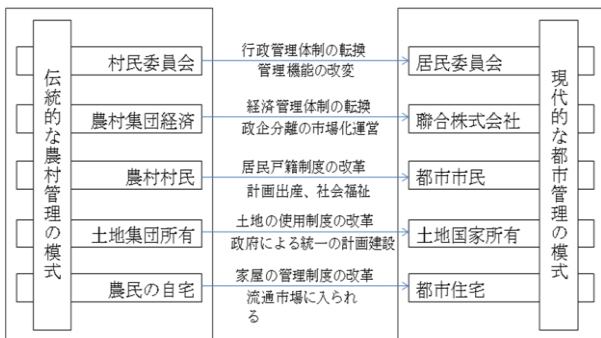 伝統的な農村管理の模式
村民委員会
行政管理体制の転換
管理機能の改変
居民委員会
農村集団経済
経済管理体制の転換
政企分離の市場化運営
聯合株式会社
農村村民
居民戸籍制度の改革
計画出産、社会福祉
都市市民
土地集団所有
土地の使用制度の改革
政府による統一の計画建設
土地国家所有
農民の自宅
家屋の管理制度の改革
流通市場に入られ
る
都市住宅
現代的な都市管理の模式